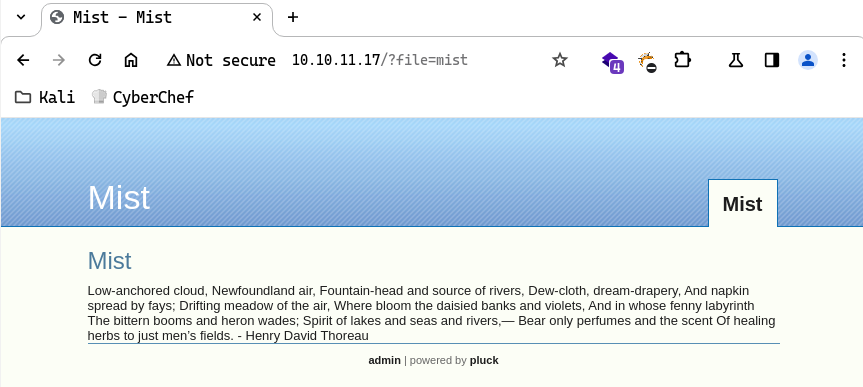 Mist – Mist
Not secure 10.10.11.17/?file=mist
4
Kali CyberChef
Mist
Mist
Mist
Low-anchored cloud, Newfoundland air, Fountain-head and source of rivers, Dew-cloth, dream-drapery, And napkin
spread by fays; Drifting meadow of the air, Where bloom the daisied banks and violets, And in whose fenny labyrinth
The bittern booms and heron wades; Spirit of lakes and seas and rivers,— Bear only perfumes and the scent Of healing
herbs to just men’s fields. - Henry David Thoreau
admin | powered by pluck